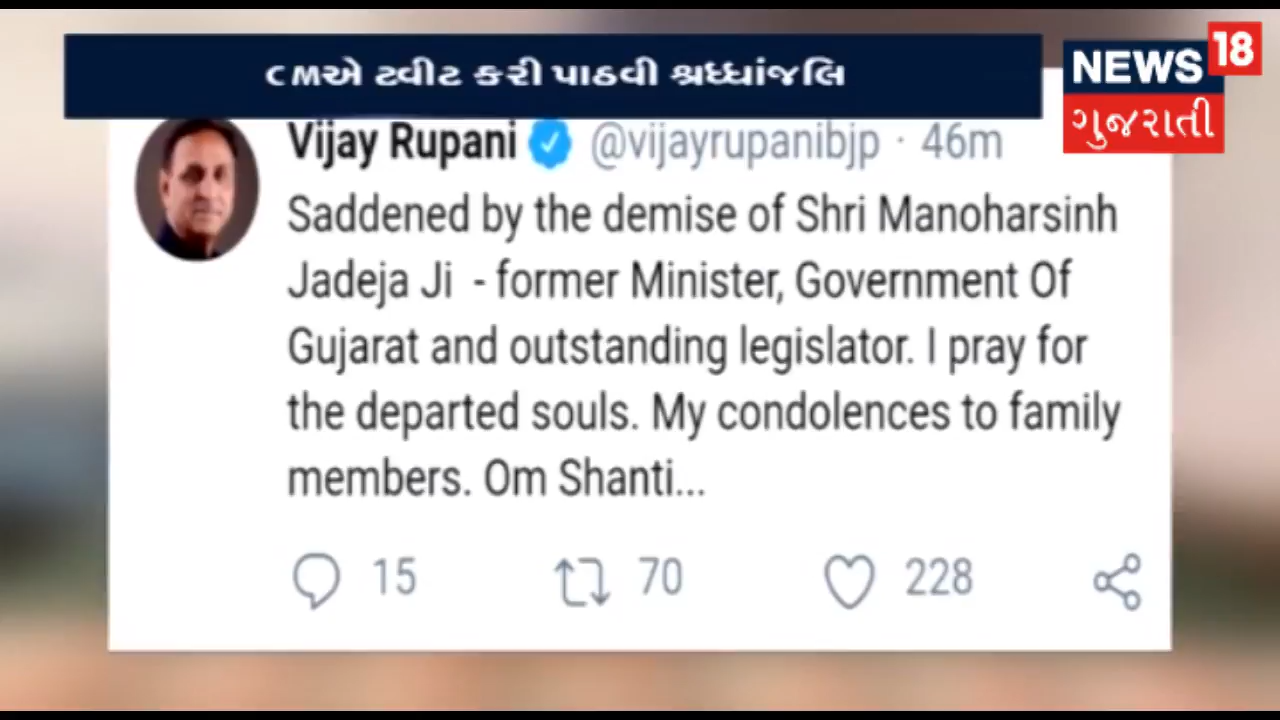 CMએ ટ્વીટ કરી પાઠવી શ્રધ્ધાંજલિ
NEWS 18
ગુજરાતી
Vijay Rupani @vijayrupanibjp · 46m
Saddened by the demise of Shri Manoharsinh
Jadeja Ji - former Minister, Government Of
Gujarat and outstanding legislator. I pray for
the departed souls. My condolences to family
members. Om Shanti...
15 70 228